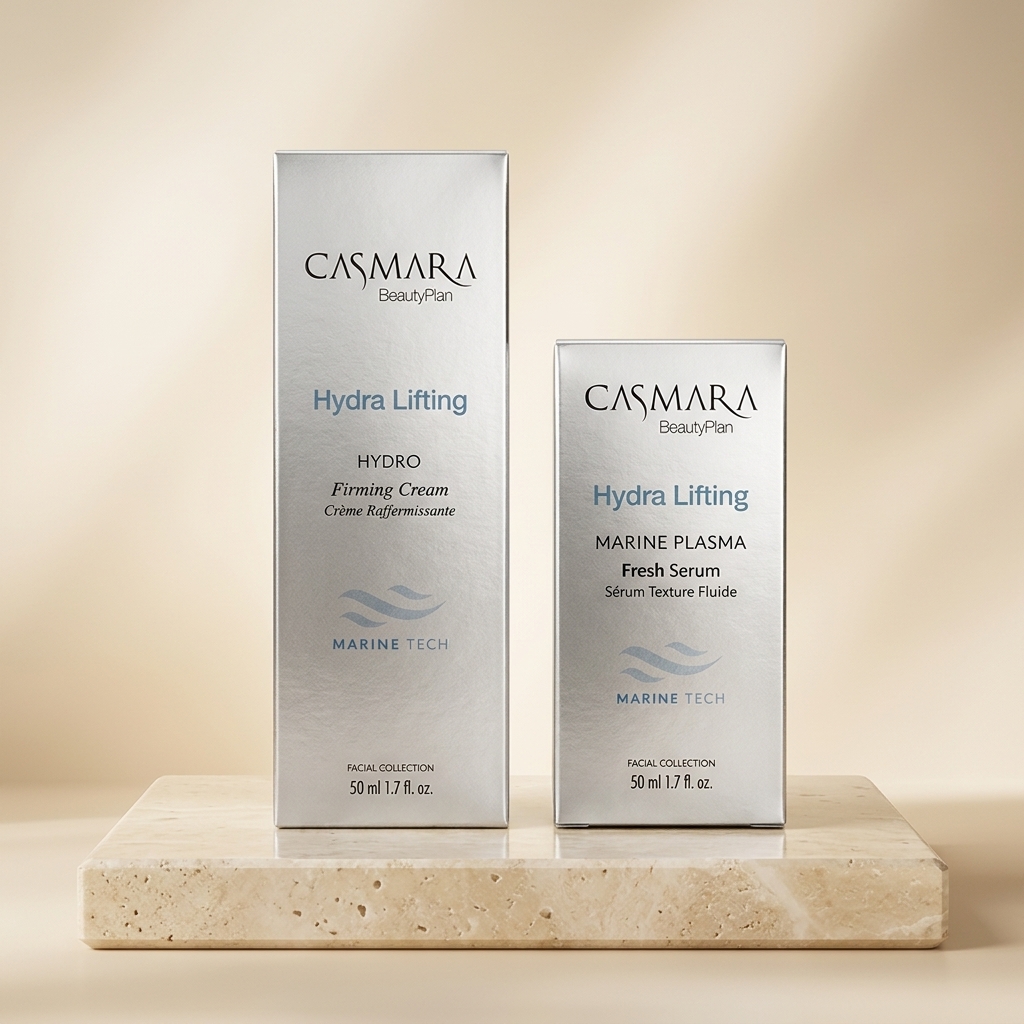 CASMARA
BeautyPlan
Hydra Lifting
HYDRO
Firming Cream
Crème Raffermissante
MARINE TECH
FACIAL COLLECTION
50 ml 1.7 fl. oz.
CASMARA
BeautyPlan
Hydra Lifting
MARINE PLASMA
Fresh Serum
Sérum Texture Fluide
MARINE TECH
FACIAL COLLECTION
50 ml 1.7 fl. oz.